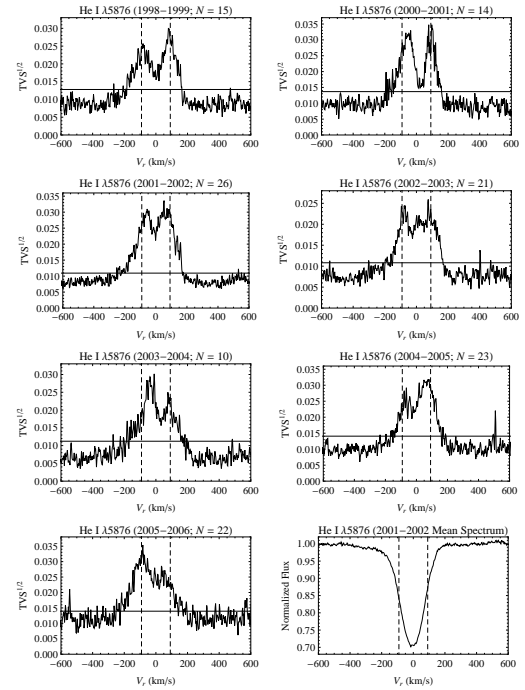 He I λ5876 (1998−1999; N = 15)
0.030
0.025
0.020
0.015
0.010
0.005
0.000
TVS1/2
−600 −400 −200 0 200 400 600
Vr (km/s)
He I λ5876 (2000−2001; N = 14)
0.035
0.030
0.025
0.020
0.015
0.010
0.005
0.000
TVS1/2
−600 −400 −200 0 200 400 600
Vr (km/s)
He I λ5876 (2001−2002; N = 26)
0.035
0.030
0.025
0.020
0.015
0.010
0.005
0.000
TVS1/2
−600 −400 −200 0 200 400 600
Vr (km/s)
He I λ5876 (2002−2003; N = 21)
0.025
0.020
0.015
0.010
0.005
0.000
TVS1/2
−600 −400 −200 0 200 400 600
Vr (km/s)
He I λ5876 (2003−2004; N = 10)
0.030
0.025
0.020
0.015
0.010
0.005
0.000
TVS1/2
−600 −400 −200 0 200 400 600
Vr (km/s)
He I λ5876 (2004−2005; N = 23)
0.035
0.030
0.025
0.020
0.015
0.010
0.005
0.000
TVS1/2
−600 −400 −200 0 200 400 600
Vr (km/s)
He I λ5876 (2005−2006; N = 22)
0.035
0.030
0.025
0.020
0.015
0.010
0.005
0.000
TVS1/2
−600 −400 −200 0 200 400 600
Vr (km/s)
He I λ5876 (2001−2002 Mean Spectrum)
1.00
0.95
0.90
0.85
0.80
0.75
0.70
Normalized Flux
−600 −400 −200 0 200 400 600
Vr (km/s)